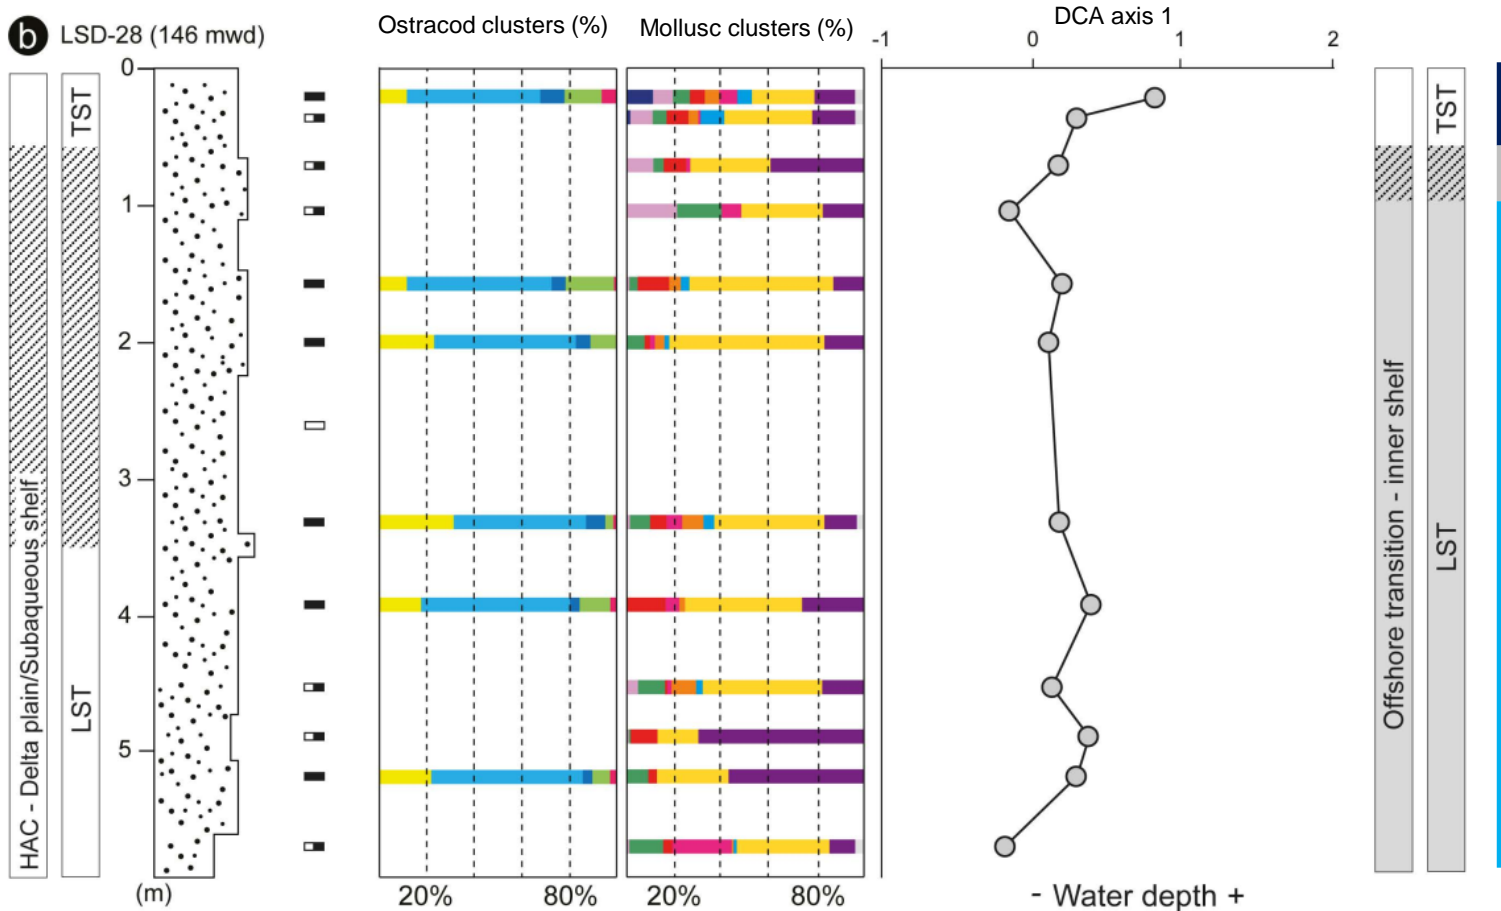 b LSD-28 (146 mwd)
Ostracod clusters (%)
Mollusc clusters (%)
DCA axis 1
-1 0 1 2
0
1
2
3
4
5
(m)
HAC - Delta plain/Subaqueous shelf
TST
LST
20% 80%
20% 80%
- Water depth +
Offshore transition - inner shelf
TST
LST